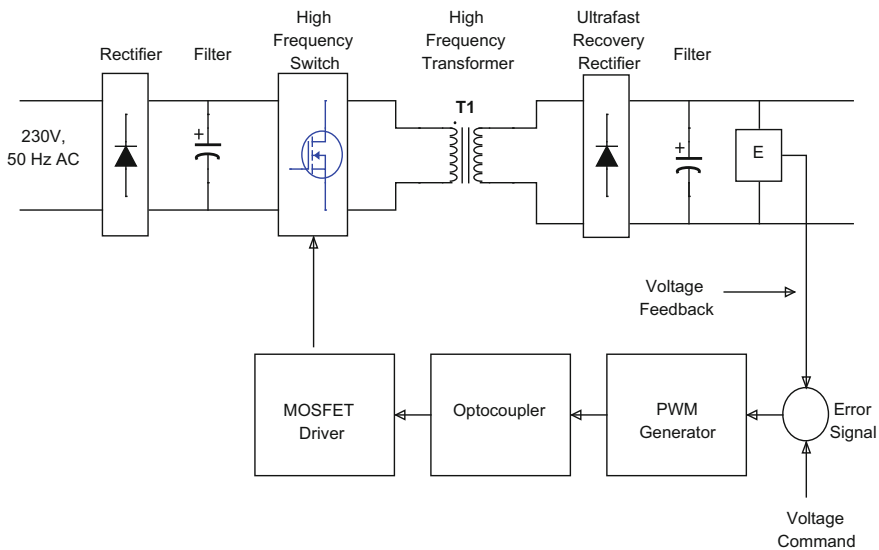 High
Frequency
Switch
High
Frequency
Transformer
Ultrafast
Recovery
Rectifier
Rectifier
Filter
Filter
T1
230V,
50 Hz AC
+
+
E
Voltage
Feedback
MOSFET
Driver
Optocoupler
PWM
Generator
Error
Signal
Voltage
Command